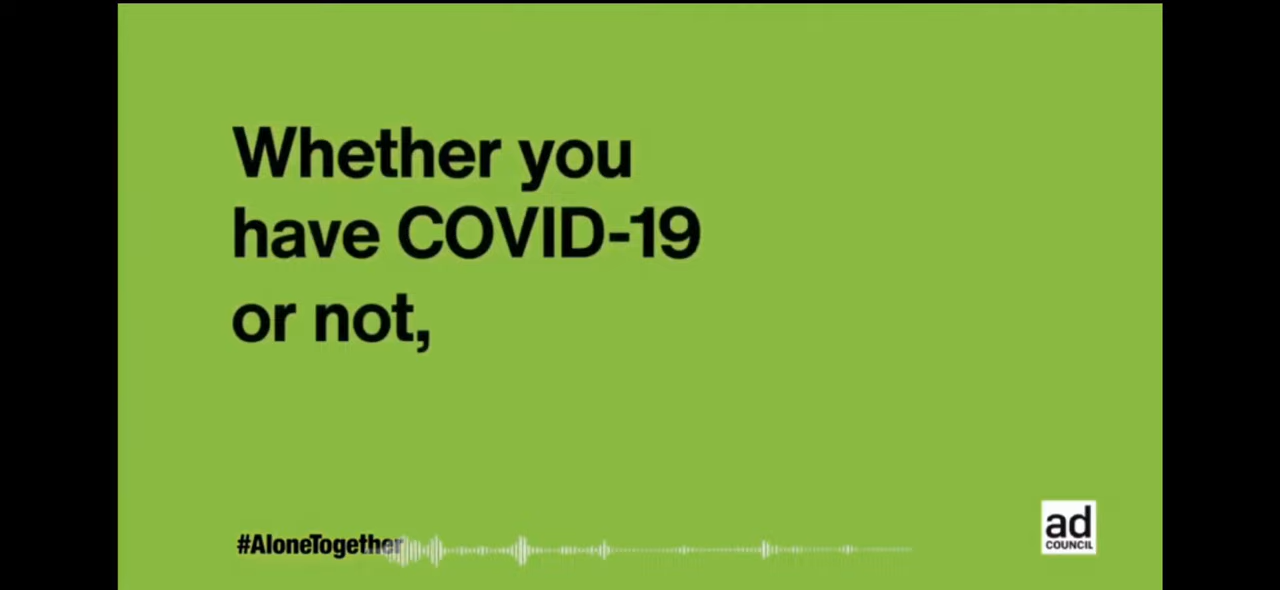 Whether you
have COVID-19
or not,
#AloneTogether
ad
COUNCIL